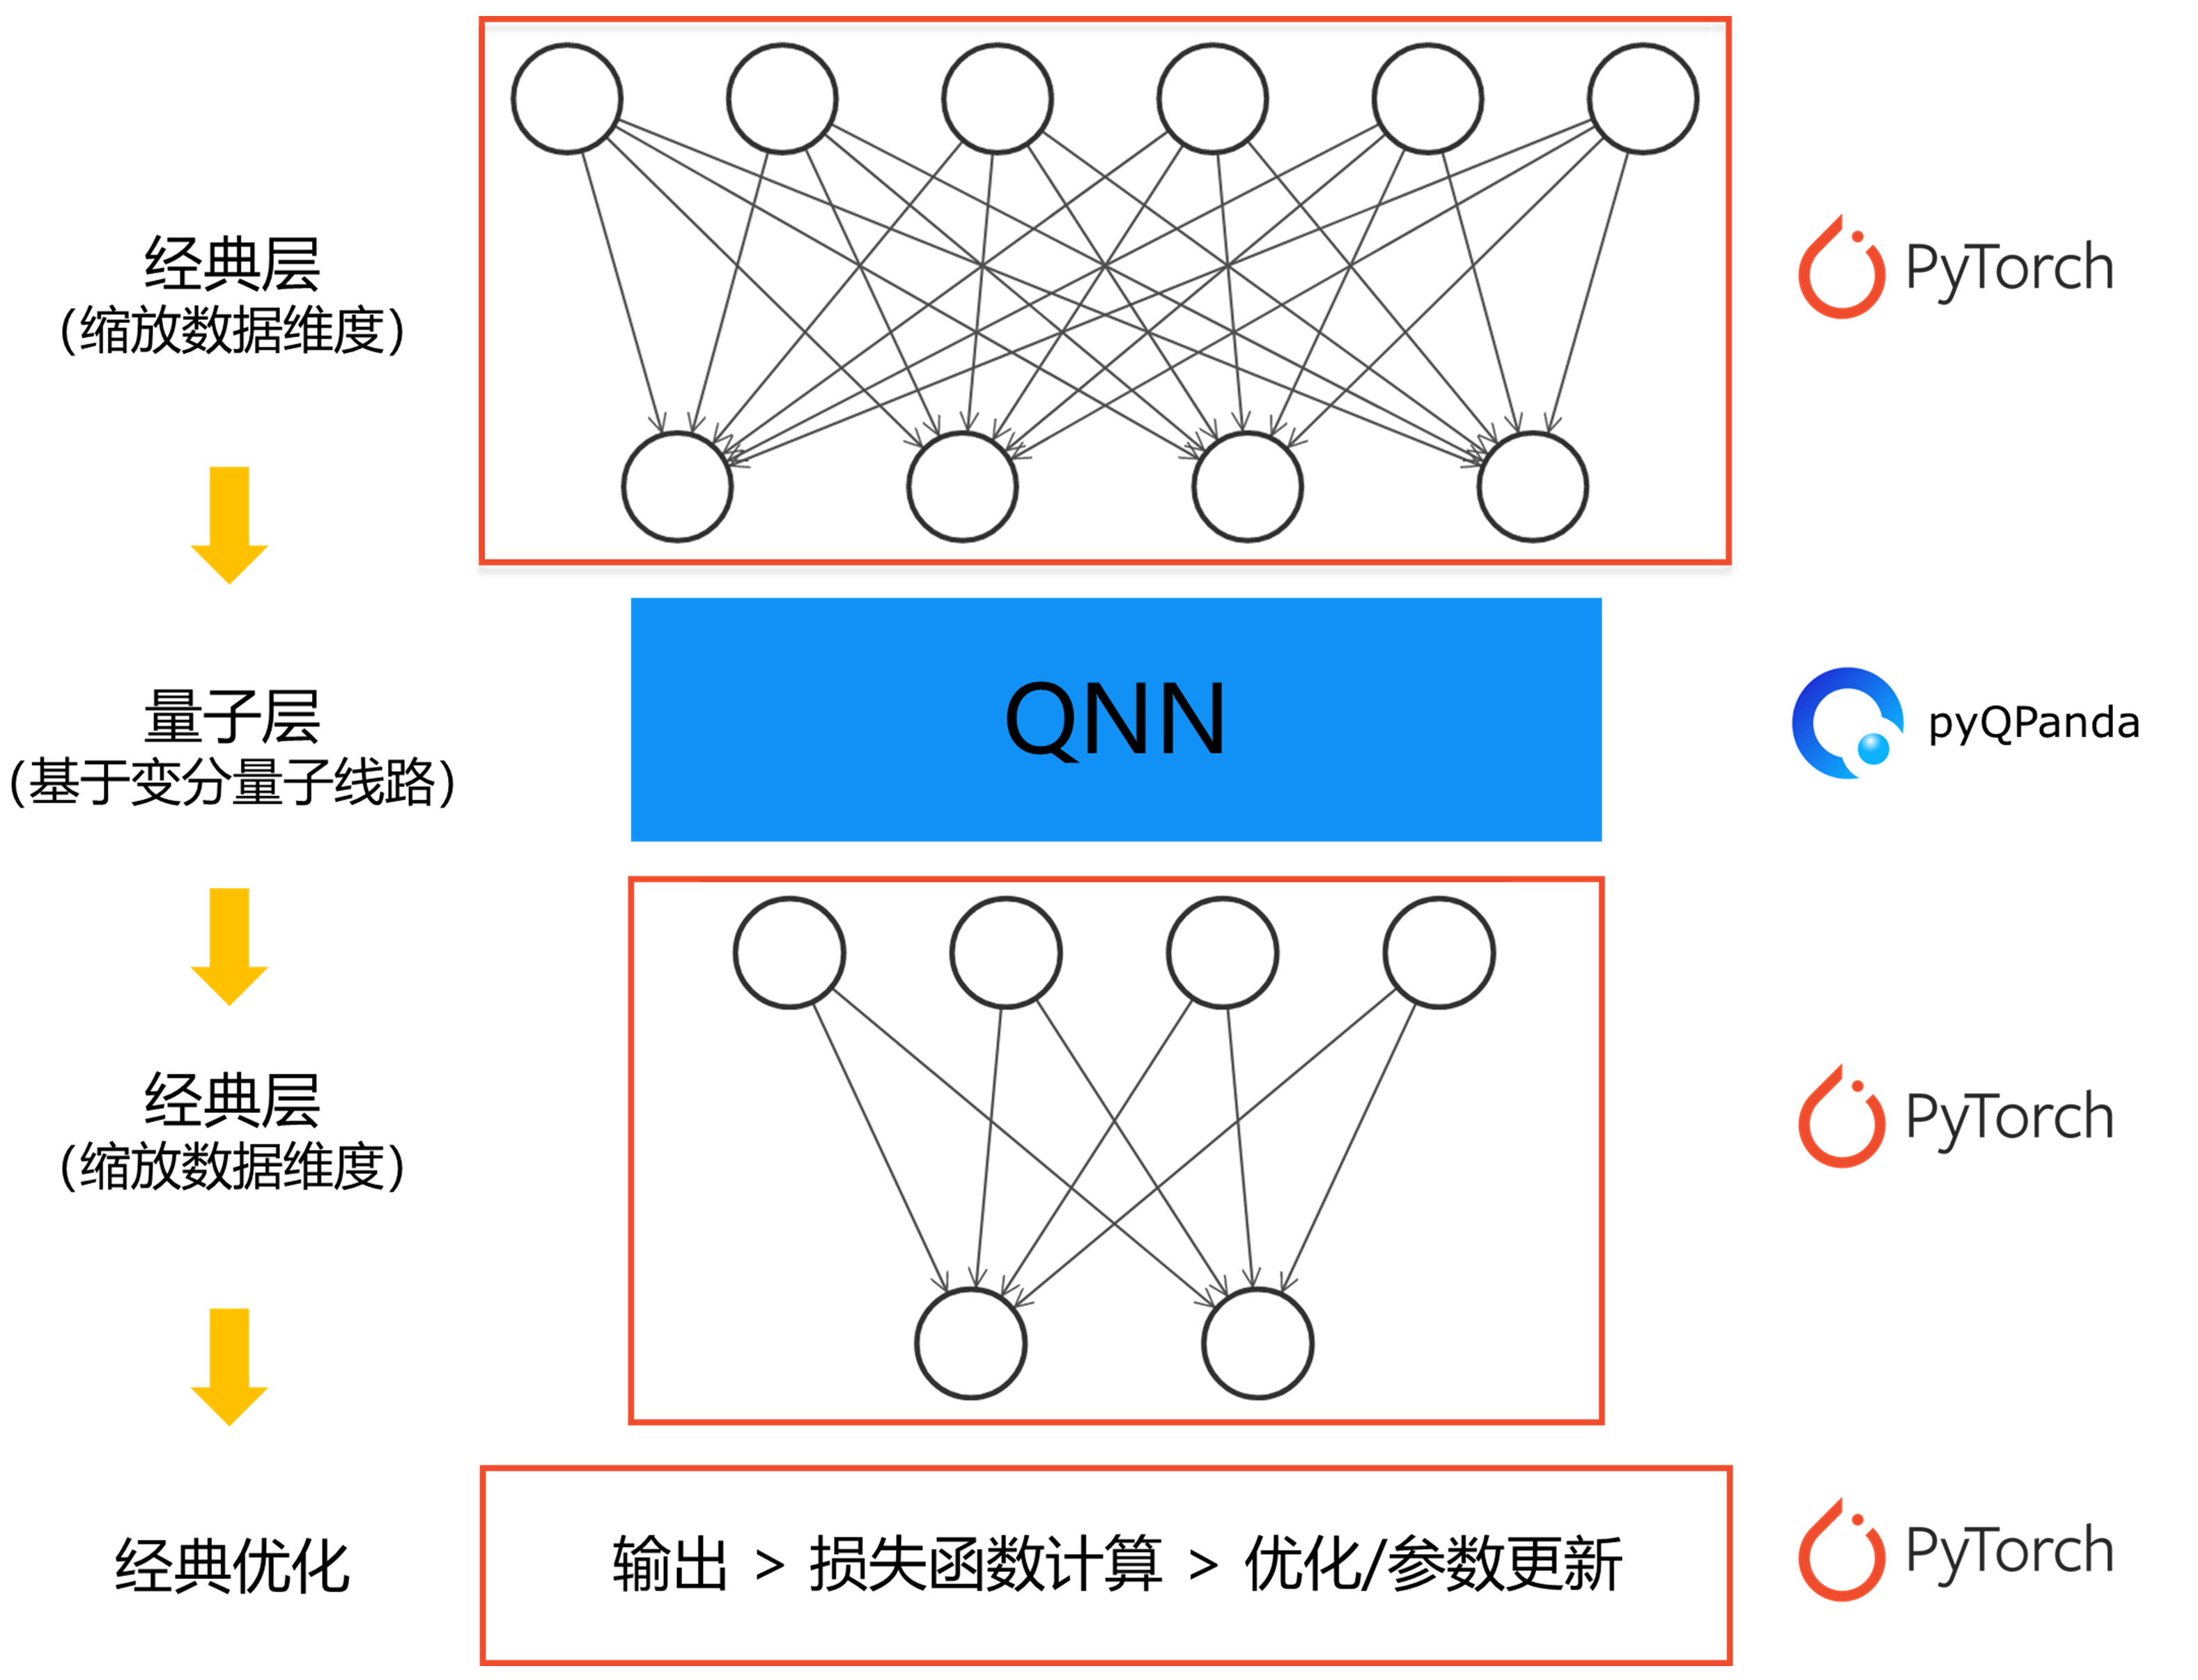 经典层
（缩放数据维度）
PyTorch
量子层
（基于变分量子线路）
QNN
pyQPanda
经典层
（缩放数据维度）
PyTorch
经典优化
输出 > 损失函数计算 > 优化/参数更新
PyTorch